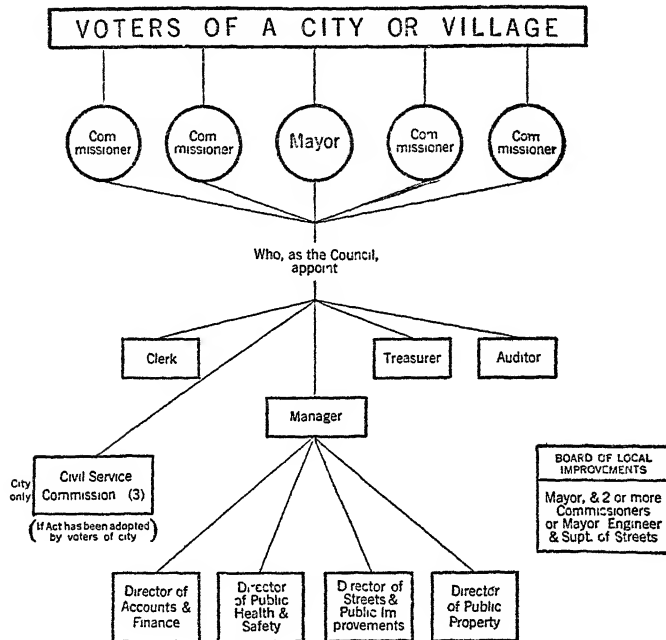 VOTERS OF A CITY OR VILLAGE
Com
missioner
Com
missioner
Mayor
Com
missioner
Com
missioner
Who, as the Council,
appoint
Clerk
Treasurer
Auditor
Manager
City
only
Civil Service
Commission (3)
(If Act has been adopted
by voters of city)
BOARD OF LOCAL
IMPROVEMENTS
Mayor, & 2 or more
Commissioners
or Mayor Engineer
& Supt. of Streets
Director of
Accounts &
Finance
Director
of Public
Health &
Safety
Director of
Streets &
Public Im
provements
Director
of Public
Property